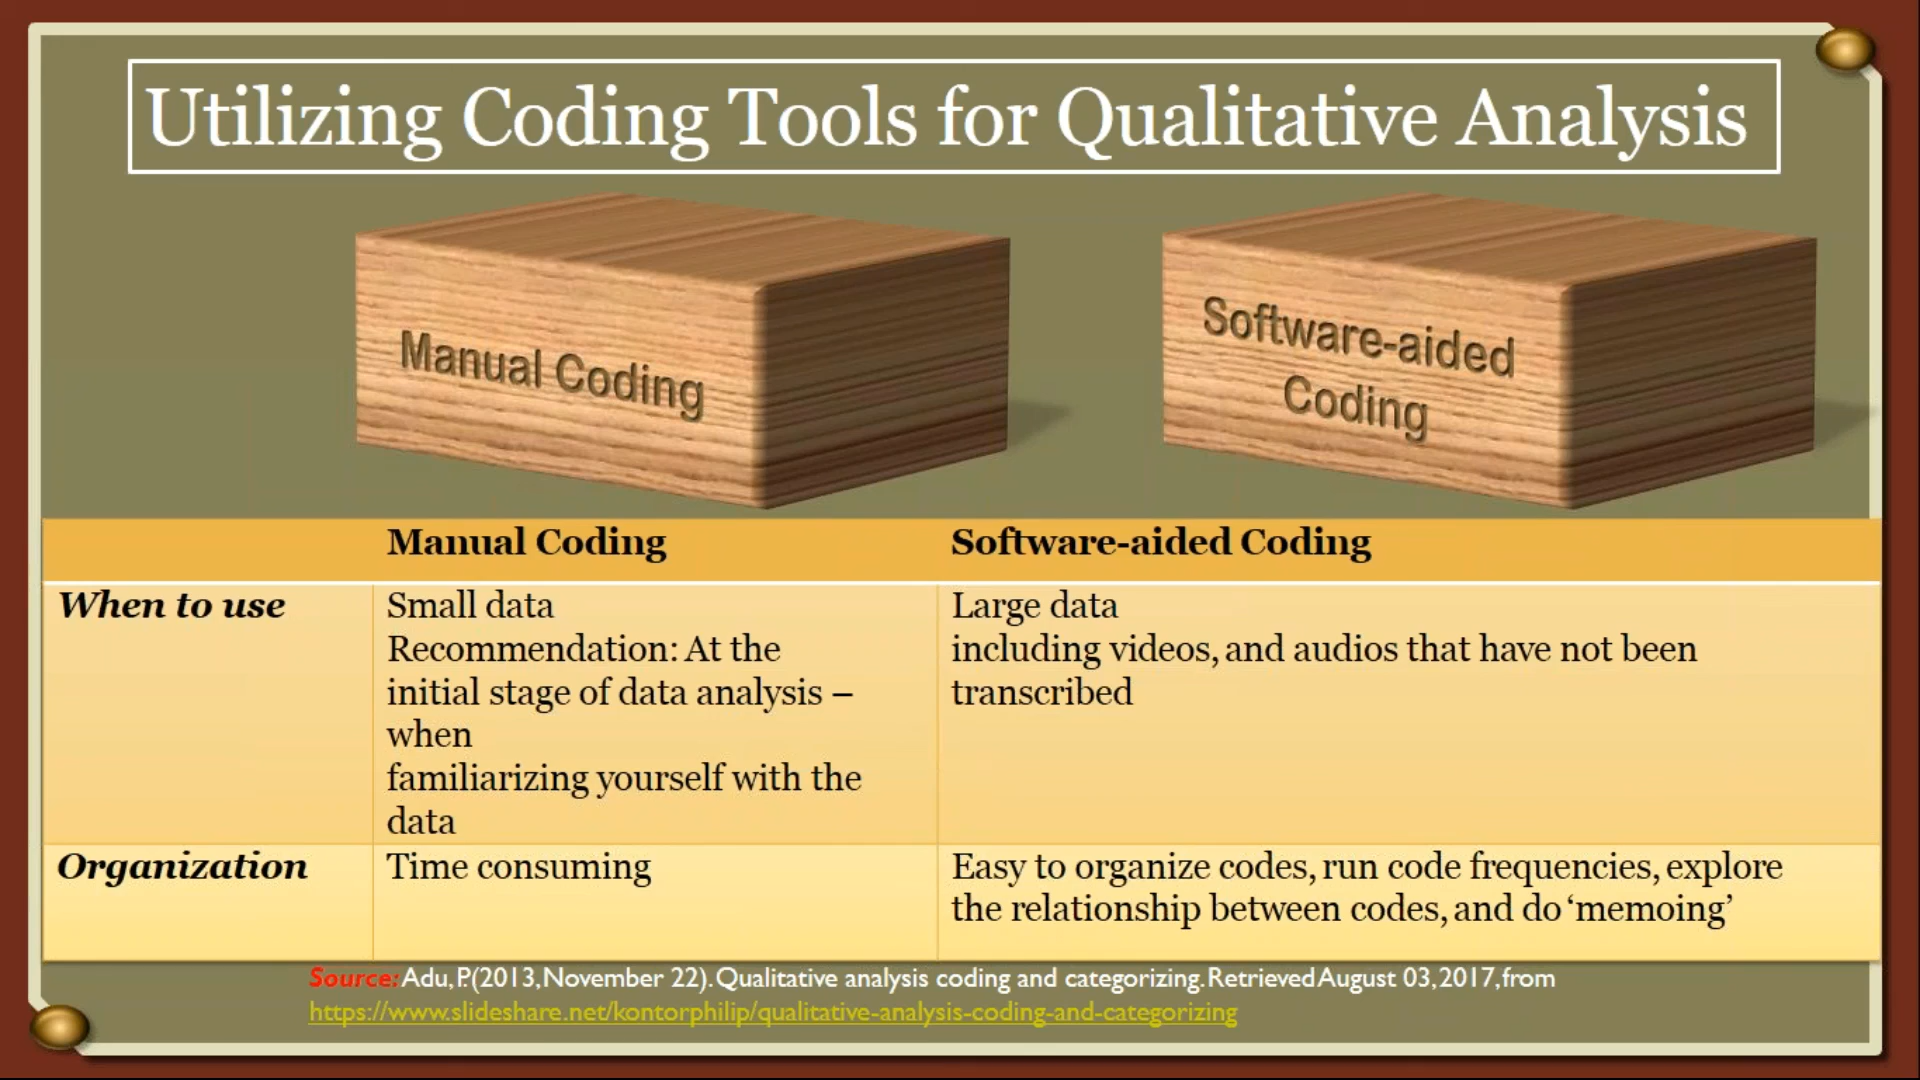 Utilizing Coding Tools for Qualitative Analysis
Manual Coding
Software-aided
Coding
Manual Coding
Software-aided Coding
When to use
Small data
Recommendation: At the
initial stage of data analysis –
when
familiarizing yourself with the
data
Large data
including videos, and audios that have not been
transcribed
Organization
Time consuming
Easy to organize codes, run code frequencies, explore
the relationship between codes, and do ‘memoing’
Source: Adu, P. (2013, November 22). Qualitative analysis coding and categorizing. Retrieved August 03, 2017, from
https://www.slideshare.net/kontorphilip/qualitative-analysis-coding-and-categorizing